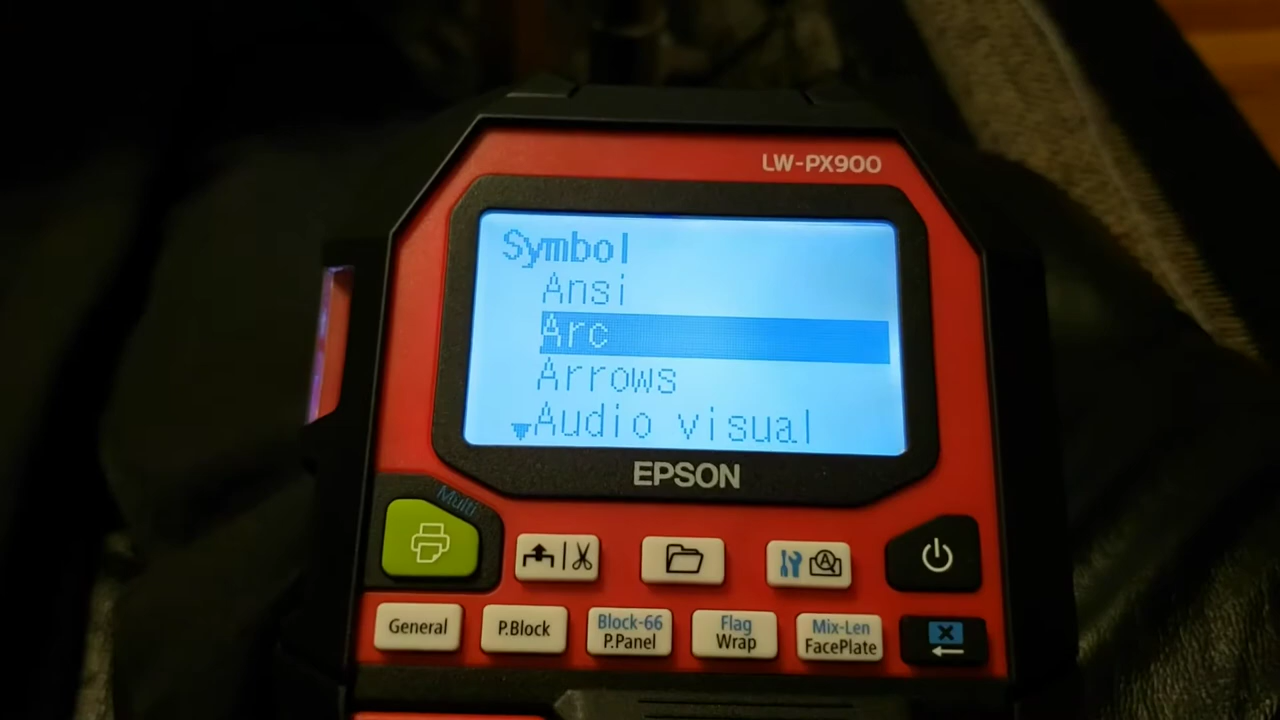 LW-PX900
Symbol
Ansi
Arc
Arrows
Audio visual
EPSON
Multi
General
P.Block
Block-66
P.Panel
Flag
Wrap
Mix-Len
FacePlate